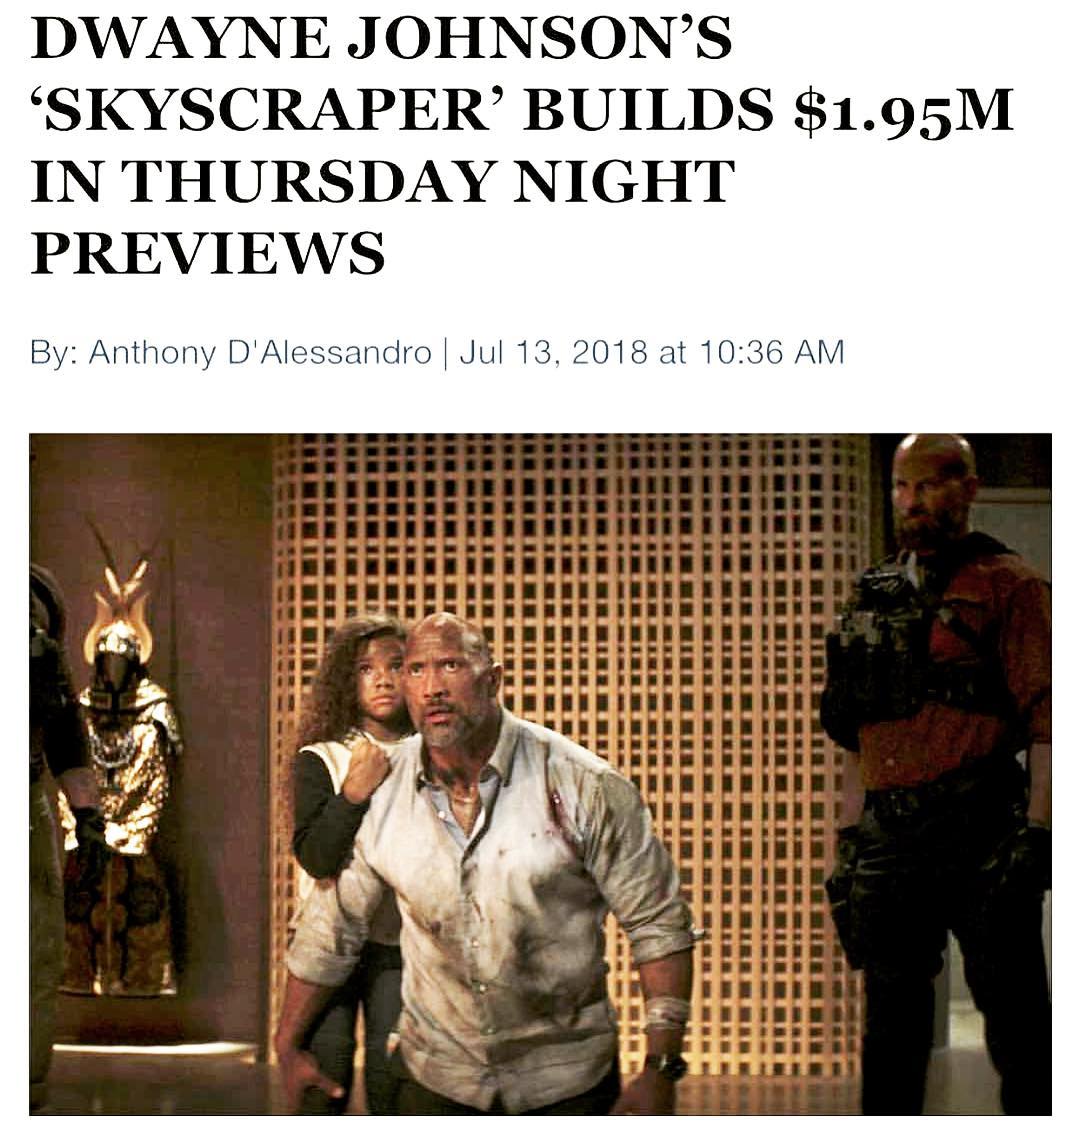 DWAYNE JOHNSON’S
‘SKYSCRAPER’ BUILDS $1.95M
IN THURSDAY NIGHT
PREVIEWS
By: Anthony D'Alessandro | Jul 13, 2018 at 10:36 AM